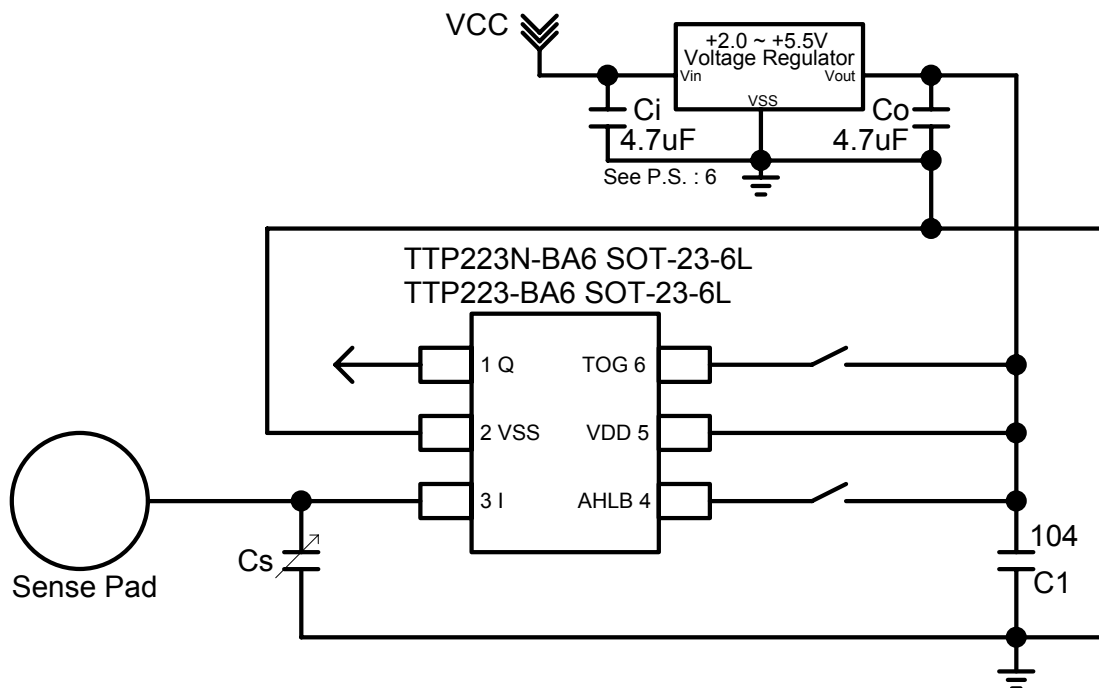 VCC
+2.0 ~ +5.5V
Voltage Regulator
Vin
Vout
VSS
Ci
4.7uF
Co
4.7uF
See P.S. : 6
TTP223N-BA6 SOT-23-6L
TTP223-BA6 SOT-23-6L
1 Q
TOG 6
2 VSS
VDD 5
3 I
AHLB 4
Sense Pad
Cs
104
C1